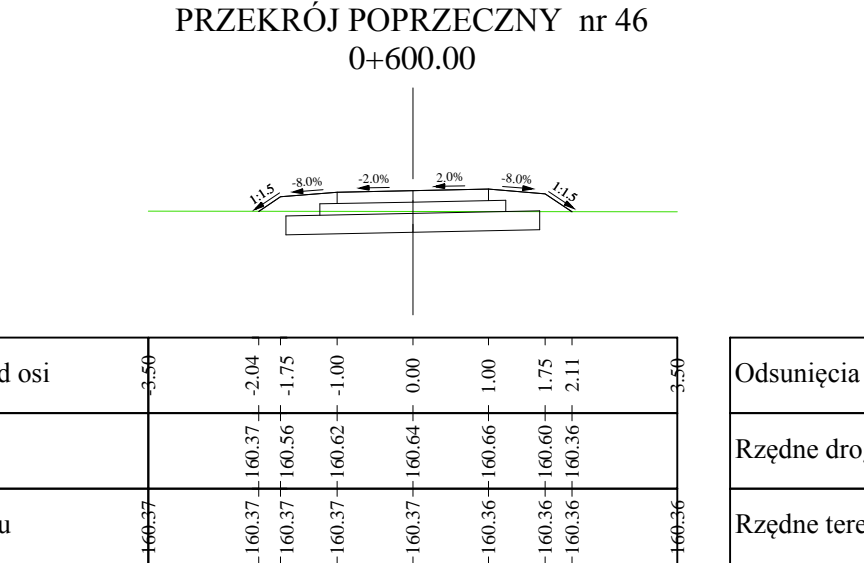 PRZEKRÓJ POPRZECZNY nr 46
0+600.00
1:1.5 -8.0% -2.0% 2.0% -8.0% 1:1.5
d osi -3.50 -2.04 -1.75 -1.00 0.00 1.00 1.75 2.11 3.50 Odsunięcia
160.37 160.56 160.62 160.64 160.66 160.60 160.36 Rzędne dro
u 160.37 160.37 160.37 160.37 160.37 160.36 160.36 160.36 160.36 Rzędne tere